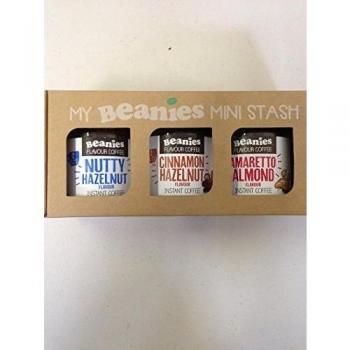 MY Beanies MINI STASH
Beanies
FLAVOUR COFFEE
NUTTY
HAZELNUT
FLAVOUR
INSTANT COFFEE
Beanies
FLAVOUR COFFEE
CINNAMON
HAZELNUT
FLAVOUR
INSTANT COFFEE
Beanies
FLAVOUR COFFEE
AMARETTO
ALMOND
FLAVOUR
INSTANT COFFEE